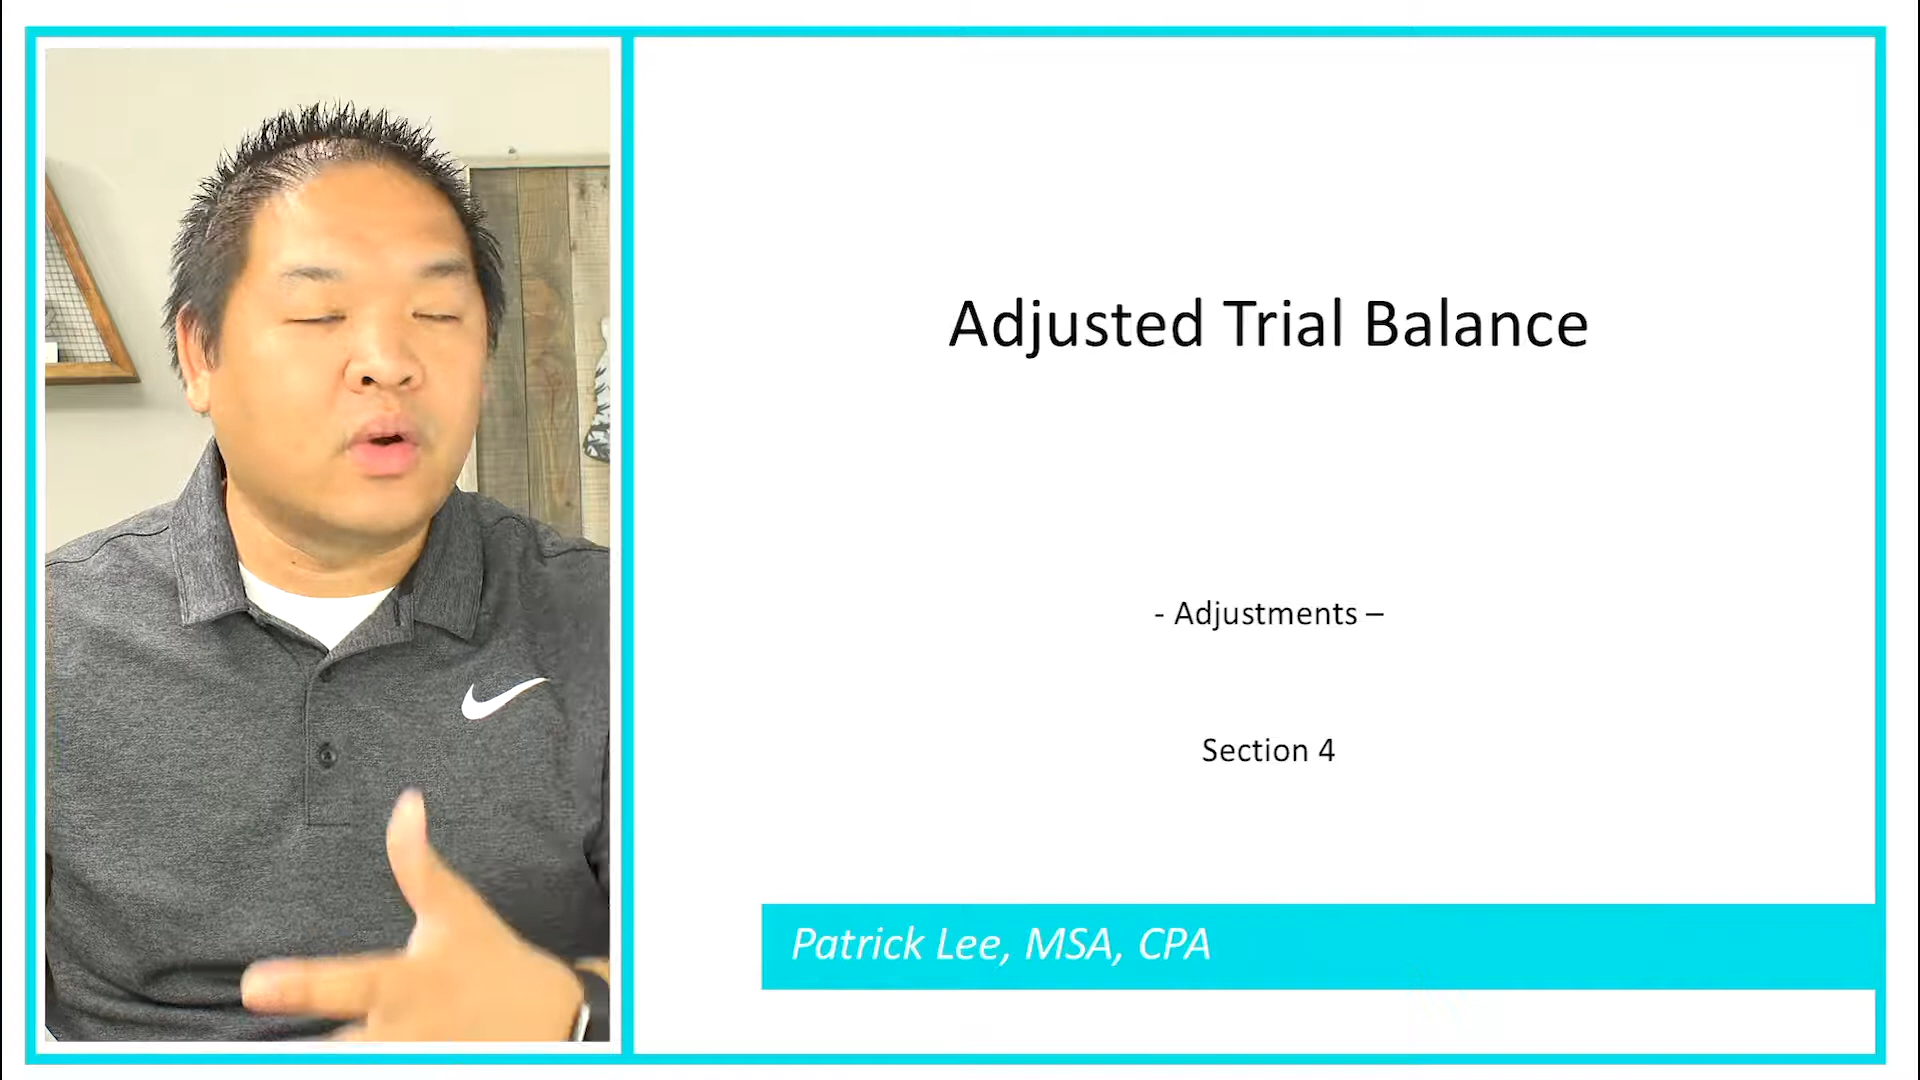 Adjusted Trial Balance
- Adjustments –
Section 4
Patrick Lee, MSA, CPA